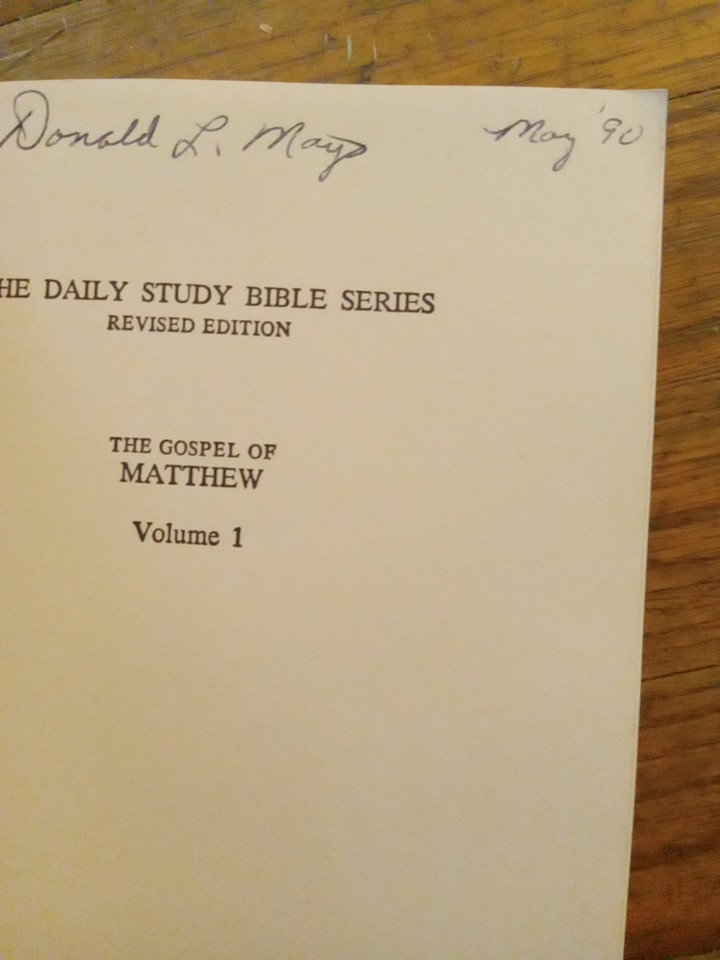 Donald L. Mays May '90
HE DAILY STUDY BIBLE SERIES
REVISED EDITION
THE GOSPEL OF
MATTHEW
Volume 1